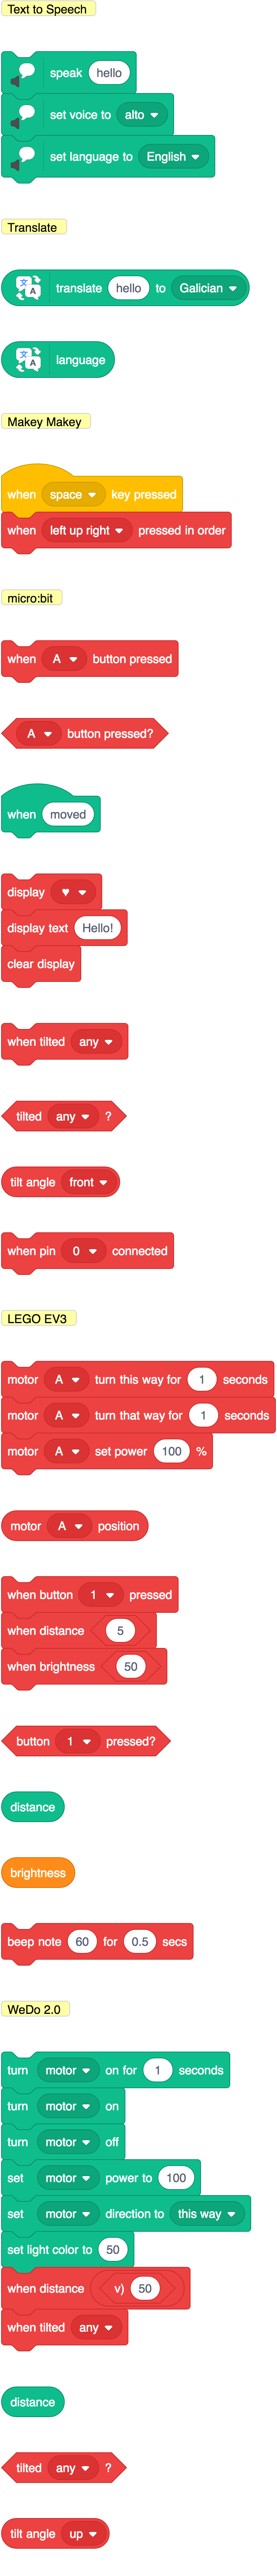 Text to Speech
speak hello
set voice to alto
set language to English
Translate
translate hello to Galician
language
Makey Makey
when space key pressed
when left up right pressed in order
micro:bit
when A button pressed
A button pressed?
when moved
display ♥
display text Hello!
clear display
when tilted any
tilted any ?
tilt angle front
when pin 0 connected
LEGO EV3
motor A turn this way for 1 seconds
motor A turn that way for 1 seconds
motor A set power 100 %
motor A position
when button 1 pressed
when distance 5
when brightness 50
button 1 pressed?
distance
brightness
beep note 60 for 0.5 secs
WeDo 2.0
turn motor on for 1 seconds
turn motor on
turn motor off
set motor power to 100
set motor direction to this way
set light color to 50
when distance v) 50
when tilted any
distance
tilted any ?
tilt angle up